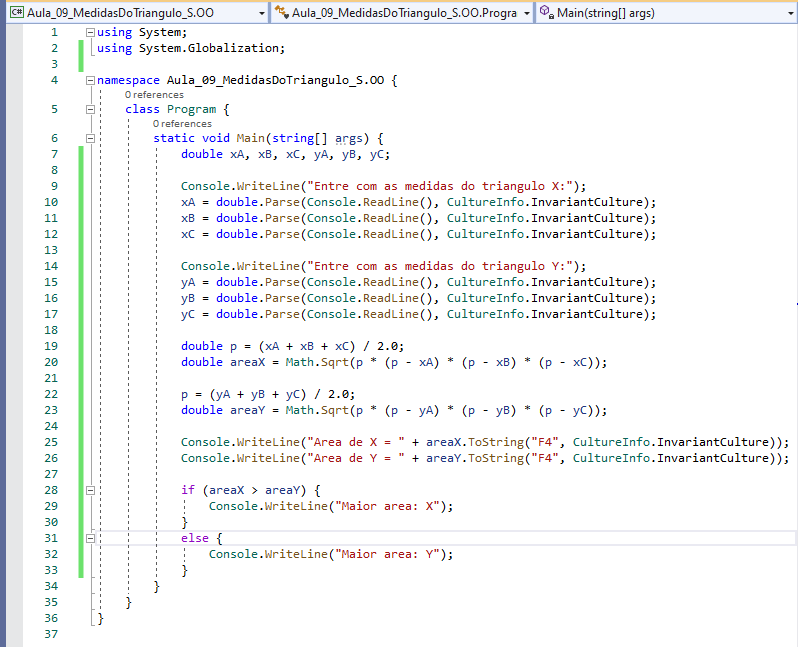 C# Aula_09_MedidasDoTriangulo_S.OO Aula_09_MedidasDoTriangulo_S.OO.Progra Main(string[] args)
1 using System;
2 using System.Globalization;
3
4 namespace Aula_09_MedidasDoTriangulo_S.OO {
0 references
5 class Program {
0 references
6 static void Main(string[] args) {
7 double xA, xB, xC, yA, yB, yC;
8
9 Console.WriteLine("Entre com as medidas do triangulo X:");
10 xA = double.Parse(Console.ReadLine(), CultureInfo.InvariantCulture);
11 xB = double.Parse(Console.ReadLine(), CultureInfo.InvariantCulture);
12 xC = double.Parse(Console.ReadLine(), CultureInfo.InvariantCulture);
13
14 Console.WriteLine("Entre com as medidas do triangulo Y:");
15 yA = double.Parse(Console.ReadLine(), CultureInfo.InvariantCulture);
16 yB = double.Parse(Console.ReadLine(), CultureInfo.InvariantCulture);
17 yC = double.Parse(Console.ReadLine(), CultureInfo.InvariantCulture);
18
19 double p = (xA + xB + xC) / 2.0;
20 double areaX = Math.Sqrt(p * (p - xA) * (p - xB) * (p - xC));
21
22 p = (yA + yB + yC) / 2.0;
23 double areaY = Math.Sqrt(p * (p - yA) * (p - yB) * (p - yC));
24
25 Console.WriteLine("Area de X = " + areaX.ToString("F4", CultureInfo.InvariantCulture));
26 Console.WriteLine("Area de Y = " + areaY.ToString("F4", CultureInfo.InvariantCulture));
27
28 if (areaX > areaY) {
29 Console.WriteLine("Maior area: X");
30 }
31 else {
32 Console.WriteLine("Maior area: Y");
33 }
34 }
35 }
36 }
37